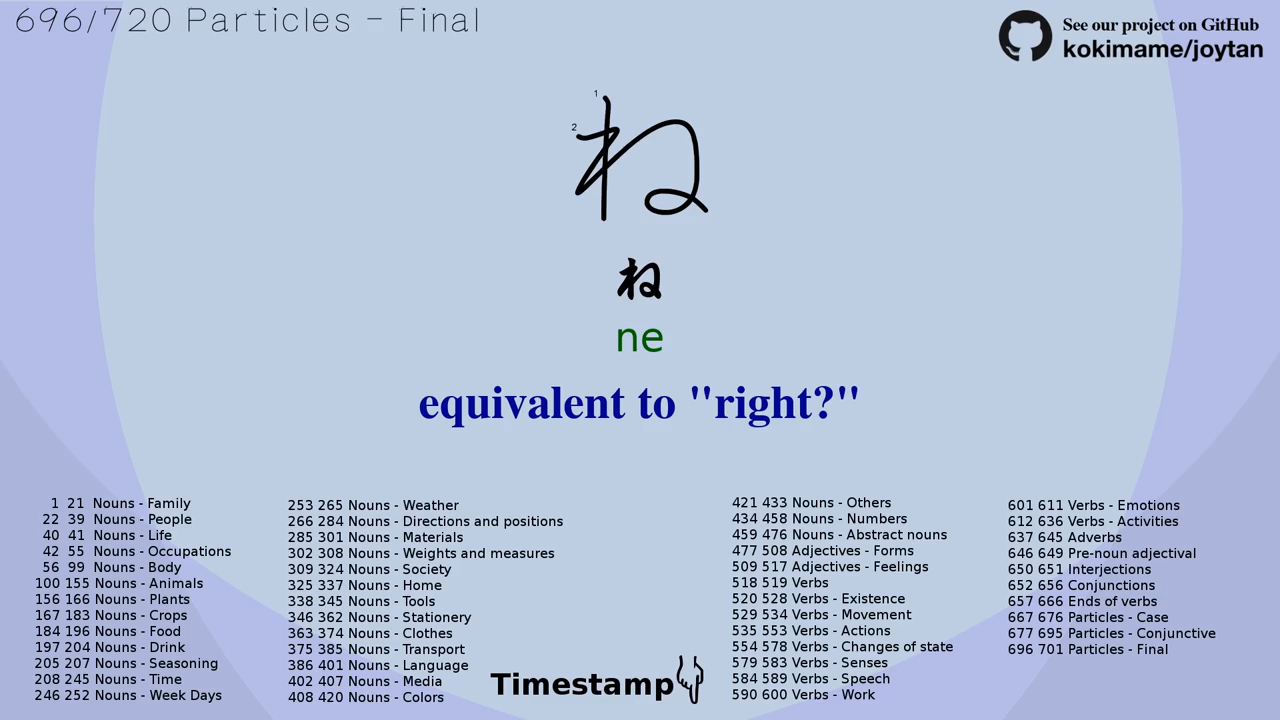 696/720 Particles - Final
See our project on GitHub
kokimame/joytan
1
2
ね
ね
ne
equivalent to "right?"
1 21 Nouns - Family
22 39 Nouns - People
40 41 Nouns - Life
42 55 Nouns - Occupations
56 99 Nouns - Body
100 155 Nouns - Animals
156 166 Nouns - Plants
167 183 Nouns - Crops
184 196 Nouns - Food
197 204 Nouns - Drink
205 207 Nouns - Seasoning
208 245 Nouns - Time
246 252 Nouns - Week Days
253 265 Nouns - Weather
266 284 Nouns - Directions and positions
285 301 Nouns - Materials
302 308 Nouns - Weights and measures
309 324 Nouns - Society
325 337 Nouns - Home
338 345 Nouns - Tools
346 362 Nouns - Stationery
363 374 Nouns - Clothes
375 385 Nouns - Transport
386 401 Nouns - Language
402 407 Nouns - Media
408 420 Nouns - Colors
Timestamp
421 433 Nouns - Others
434 458 Nouns - Numbers
459 476 Nouns - Abstract nouns
477 508 Adjectives - Forms
509 517 Adjectives - Feelings
518 519 Verbs
520 528 Verbs - Existence
529 534 Verbs - Movement
535 553 Verbs - Actions
554 578 Verbs - Changes of state
579 583 Verbs - Senses
584 589 Verbs - Speech
590 600 Verbs - Work
601 611 Verbs - Emotions
612 636 Verbs - Activities
637 645 Adverbs
646 649 Pre-noun adjectival
650 651 Interjections
652 656 Conjunctions
657 666 Ends of verbs
667 676 Particles - Case
677 695 Particles - Conjunctive
696 701 Particles - Final